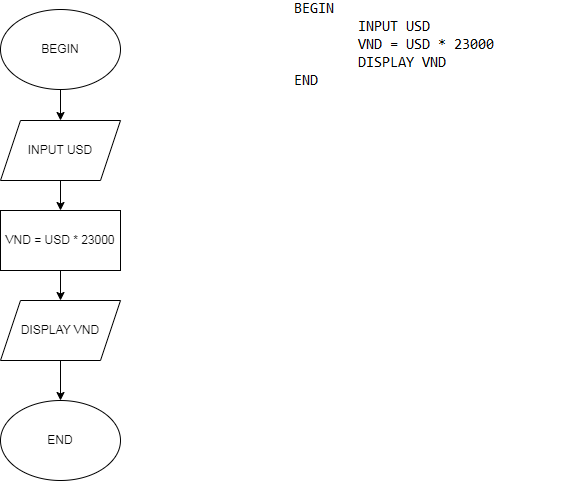 BEGIN
INPUT USD
VND = USD * 23000
DISPLAY VND
END
BEGIN
INPUT USD
VND = USD * 23000
DISPLAY VND
END